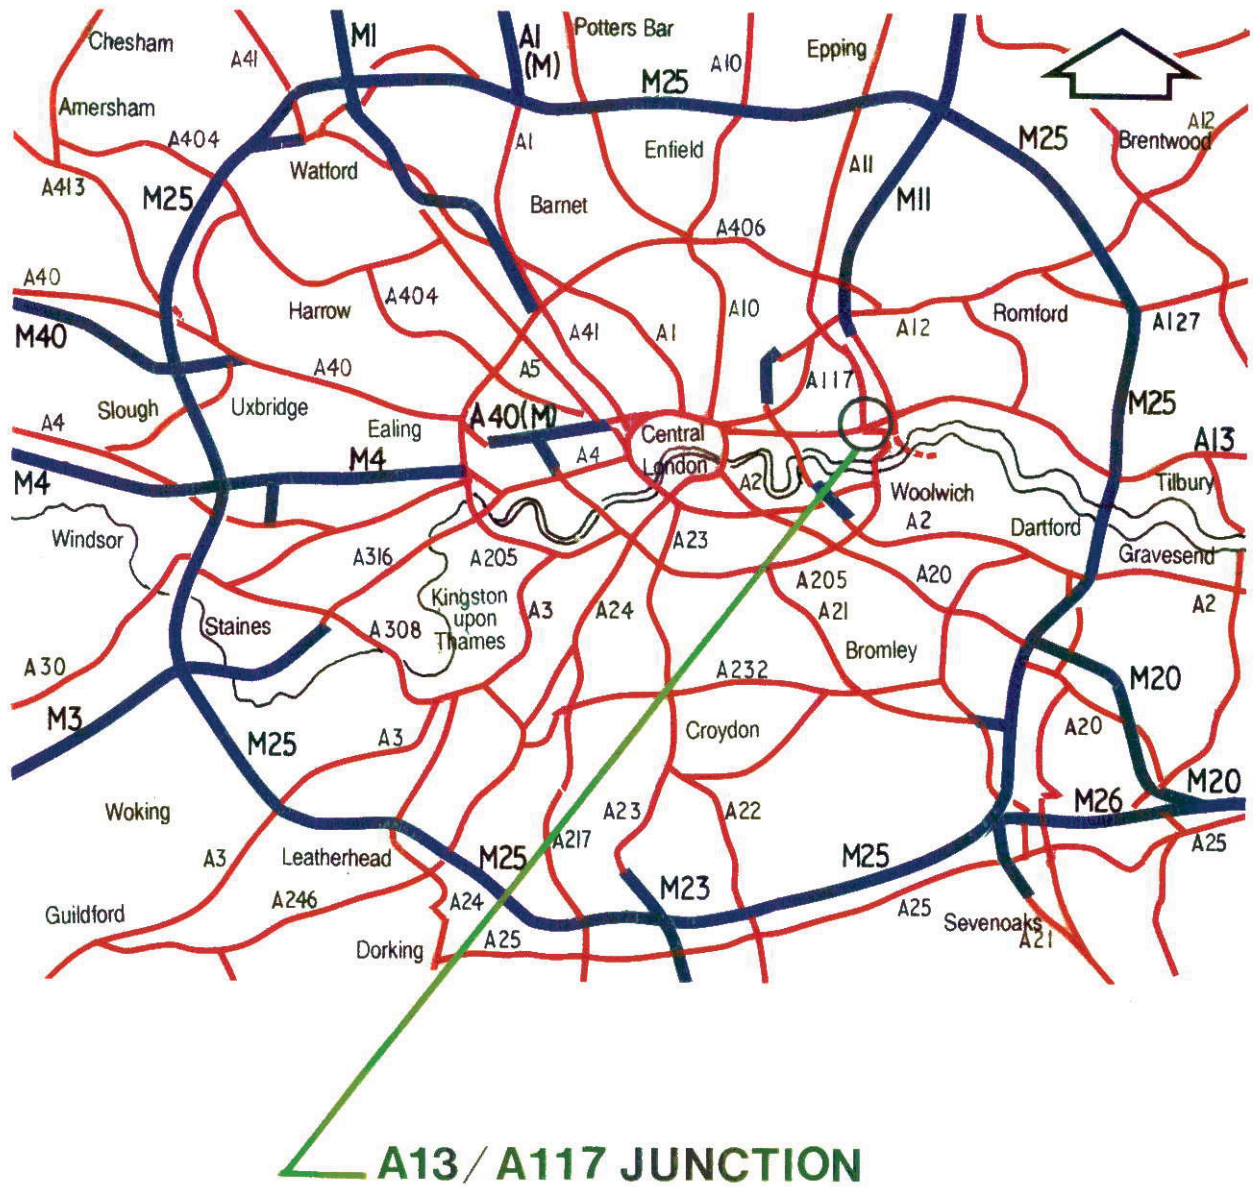 Chesham
A41
M1
A1
(M)
Potters Bar
A10
Epping
M25
Amersham
A404
A1
Enfield
A11
M25
A12
Brentwood
A413
M25
Watford
Barnet
M11
A406
A40
Harrow
A404
A10
Romford
M40
A41
A1
A12
A127
A40
A5
A117
Slough
Uxbridge
A4
Ealing
A40(M)
Central
London
M25
A13
M4
M4
A4
A2
Woolwich
Tilbury
Windsor
A316
A205
A23
A2
Dartford
Gravesend
Kingston
upon
Thames
A3
A24
A205
A20
A2
A21
Staines
A308
Bromley
A30
A232
M20
M3
M25
A3
Croydon
A20
Woking
A23
A22
M26
M20
A3
Leatherhead
M25
A217
M25
A25
A246
A24
M23
Guildford
Dorking
A25
A25
Sevenoaks
A21
A13/A117 JUNCTION